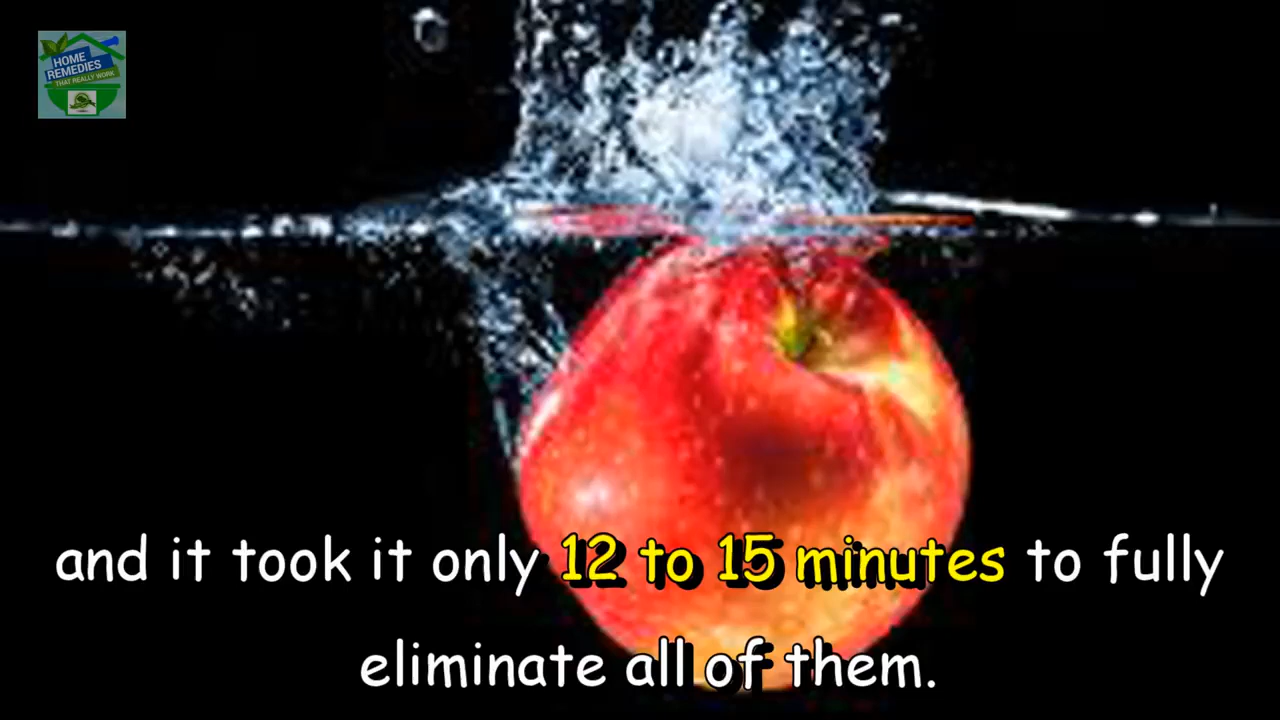 HOME
REMEDIES
THAT REALLY WORK
and it took it only 12 to 15 minutes to fully
eliminate all of them.